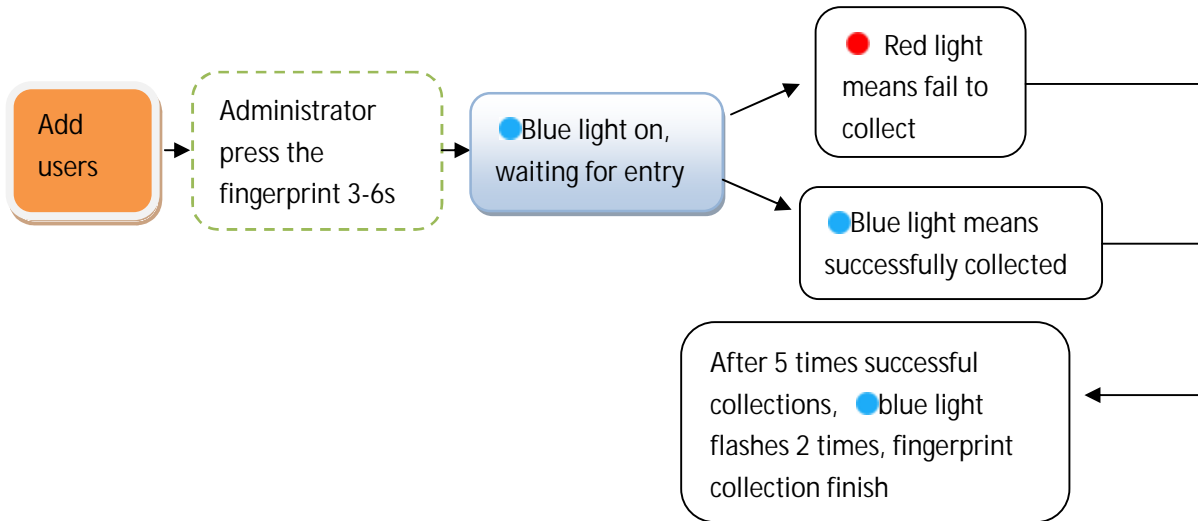 Add
users
Administrator
press the
fingerprint 3-6s
Blue light on,
waiting for entry
Red light
means fail to
collect
Blue light means
successfully collected
After 5 times successful
collections, blue light
flashes 2 times, fingerprint
collection finish